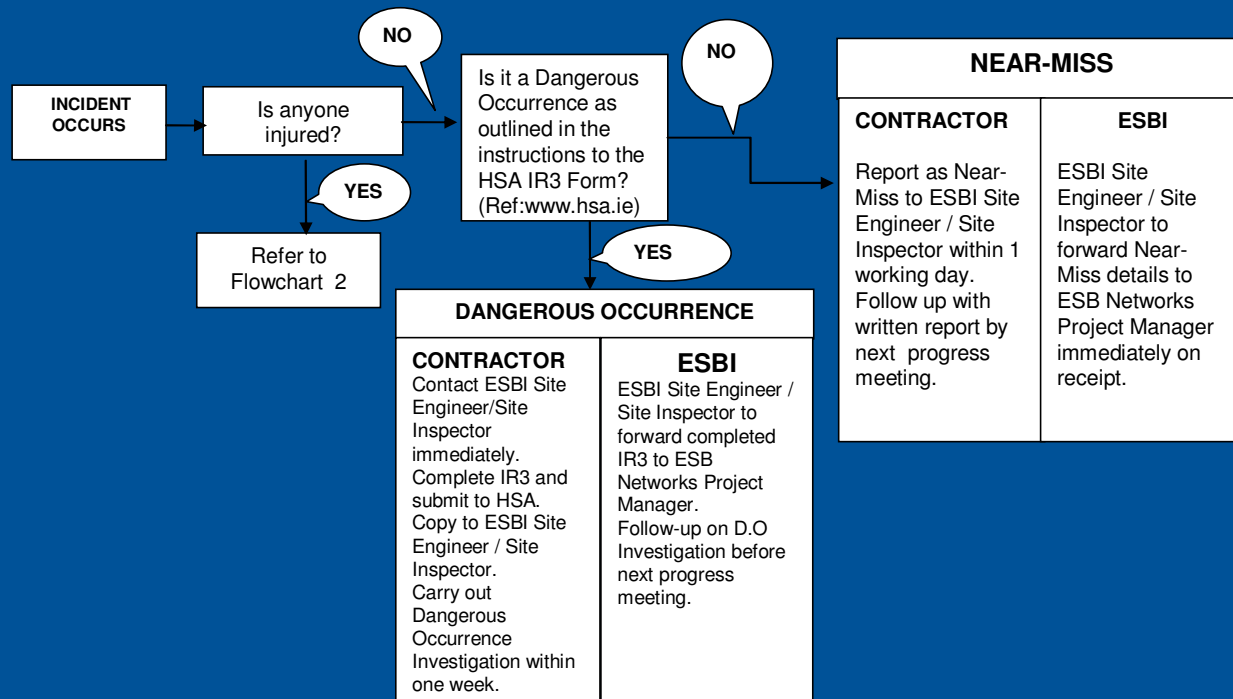 INCIDENT
OCCURS
Is anyone
injured?
NO
YES
Refer to
Flowchart 2
Is it a Dangerous
Occurrence as
outlined in the
instructions to the
HSA IR3 Form?
(Ref:www.hsa.ie)
NO
YES
NEAR-MISS
CONTRACTOR
Report as Near-
Miss to ESBI Site
Engineer / Site
Inspector within 1
working day.
Follow up with
written report by
next progress
meeting.
ESBI
ESBI Site
Engineer / Site
Inspector to
forward Near-
Miss details to
ESB Networks
Project Manager
immediately on
receipt.
DANGEROUS OCCURRENCE
CONTRACTOR
Contact ESBI Site
Engineer/Site
Inspector
immediately.
Complete IR3 and
submit to HSA.
Copy to ESBI Site
Engineer / Site
Inspector.
Carry out
Dangerous
Occurrence
Investigation within
one week.
ESBI
ESBI Site Engineer /
Site Inspector to
forward completed
IR3 to ESB
Networks Project
Manager.
Follow-up on D.O
Investigation before
next progress
meeting.